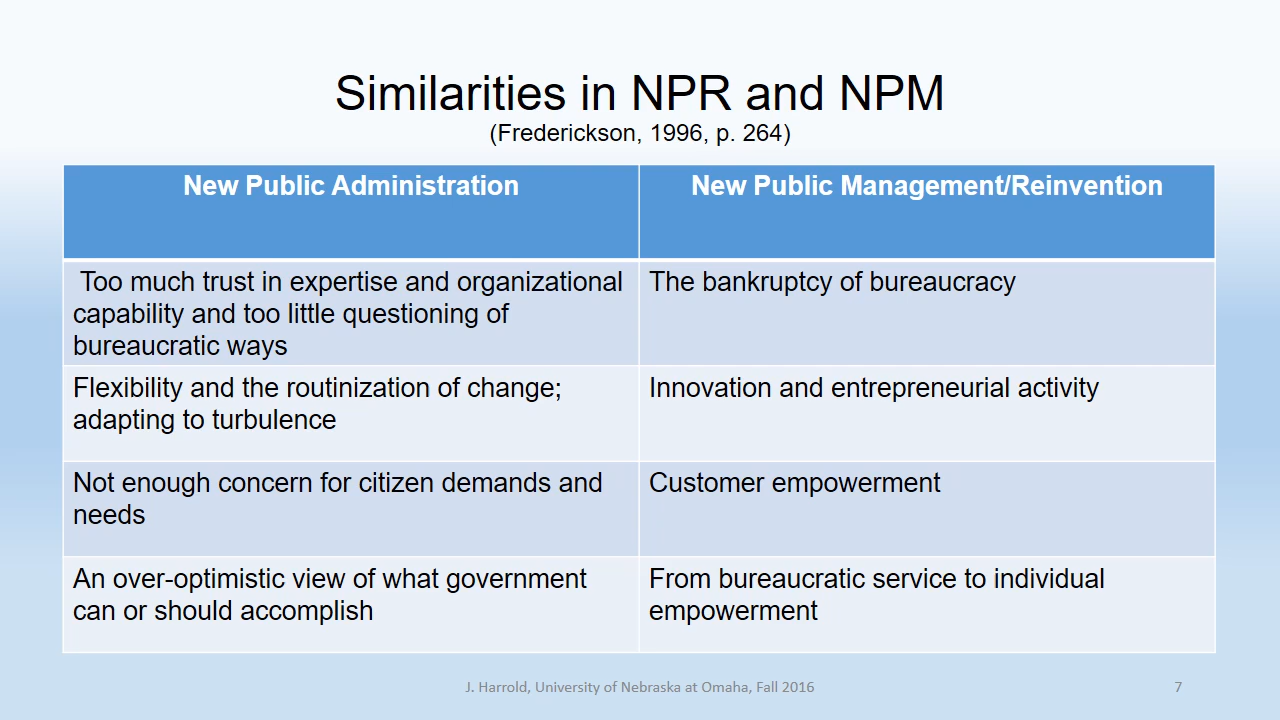 Similarities in NPR and NPM
(Frederickson, 1996, p. 264)
New Public Administration
New Public Management/Reinvention
Too much trust in expertise and organizational
capability and too little questioning of
bureaucratic ways
The bankruptcy of bureaucracy
Flexibility and the routinization of change;
adapting to turbulence
Innovation and entrepreneurial activity
Not enough concern for citizen demands and
needs
Customer empowerment
An over-optimistic view of what government
can or should accomplish
From bureaucratic service to individual
empowerment
J. Harrold, University of Nebraska at Omaha, Fall 2016
7